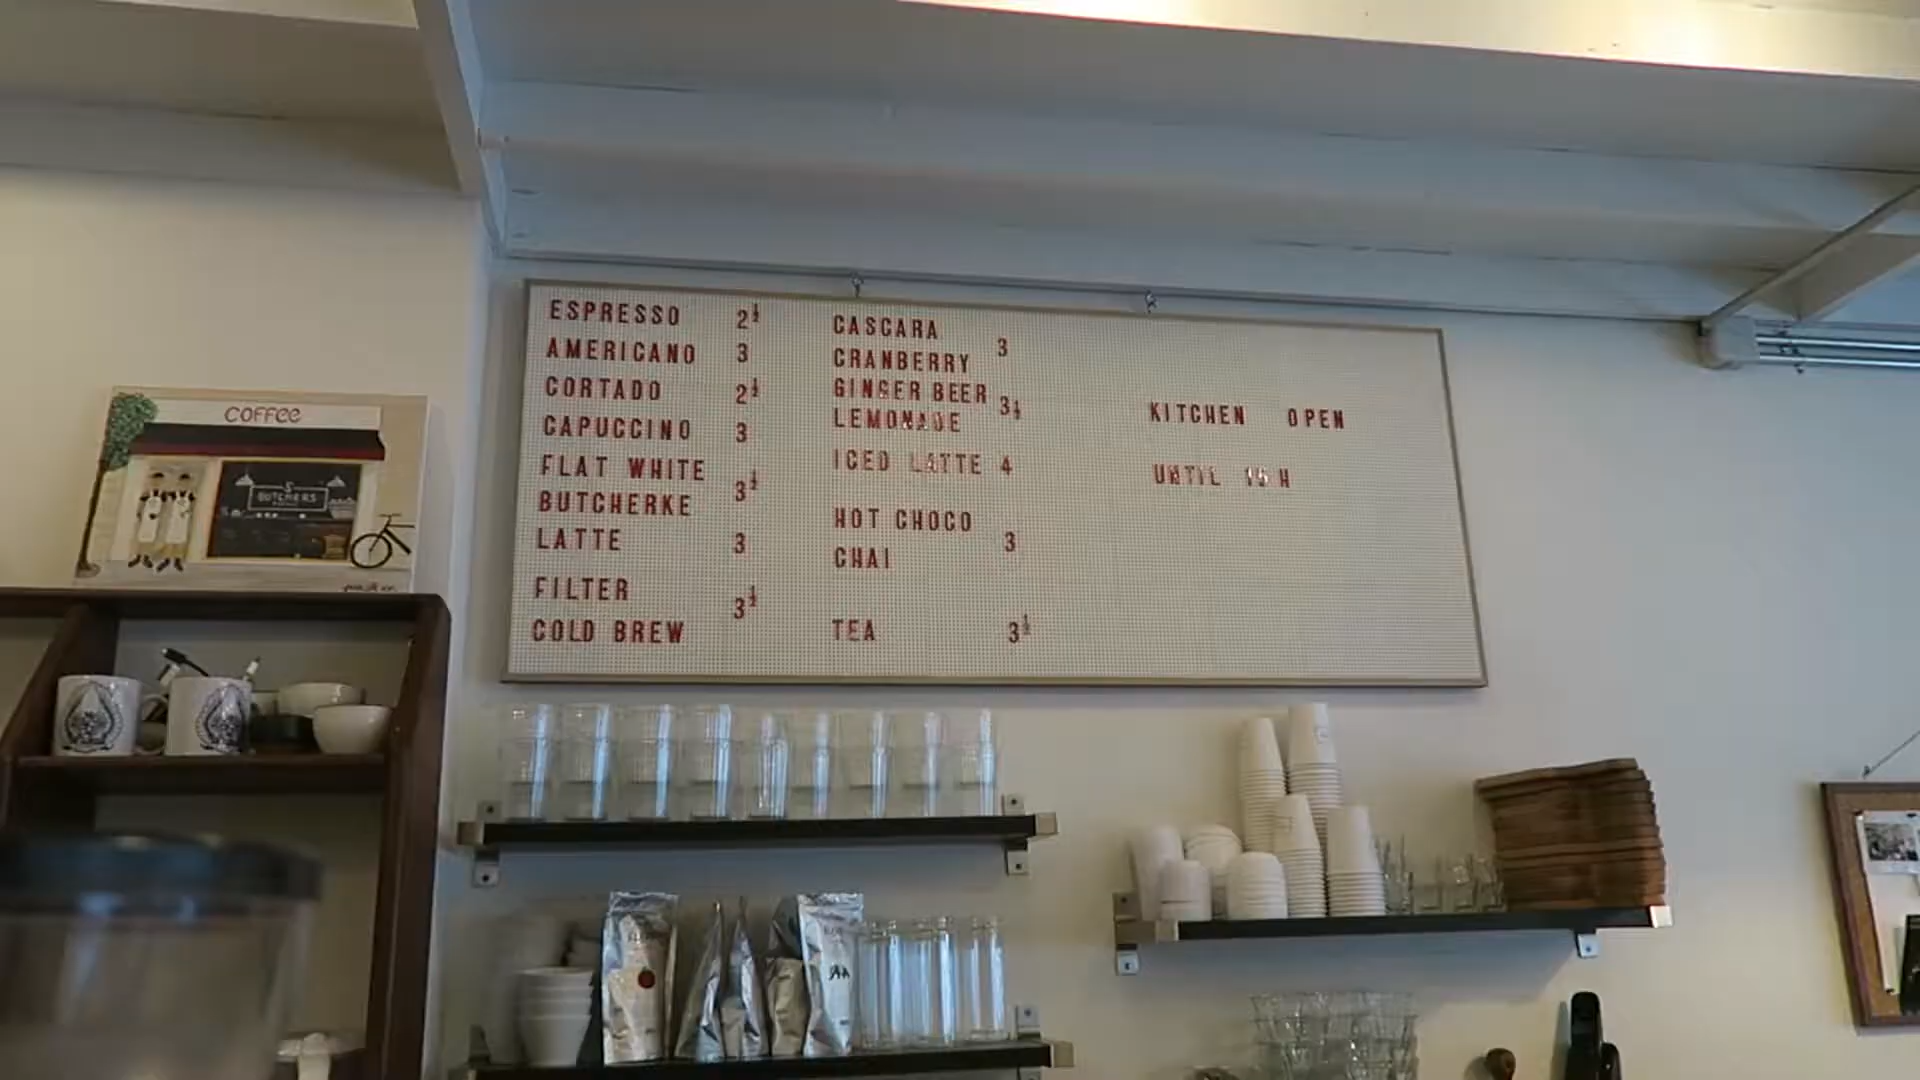 COFFEE
BUTCHERS
ESPRESSO 2½
AMERICANO 3
CORTADO 2½
CAPUCCINO 3
FLAT WHITE
3½
BUTCHERKE
LATTE 3
FILTER
3½
COLD BREW
CASCARA
3
CRANBERRY
GINGER BEER
3½
LEMONADE
ICED LATTE 4
HOT CHOCO
3
CHAI
TEA 3½
KITCHEN OPEN
UNTIL 15 H